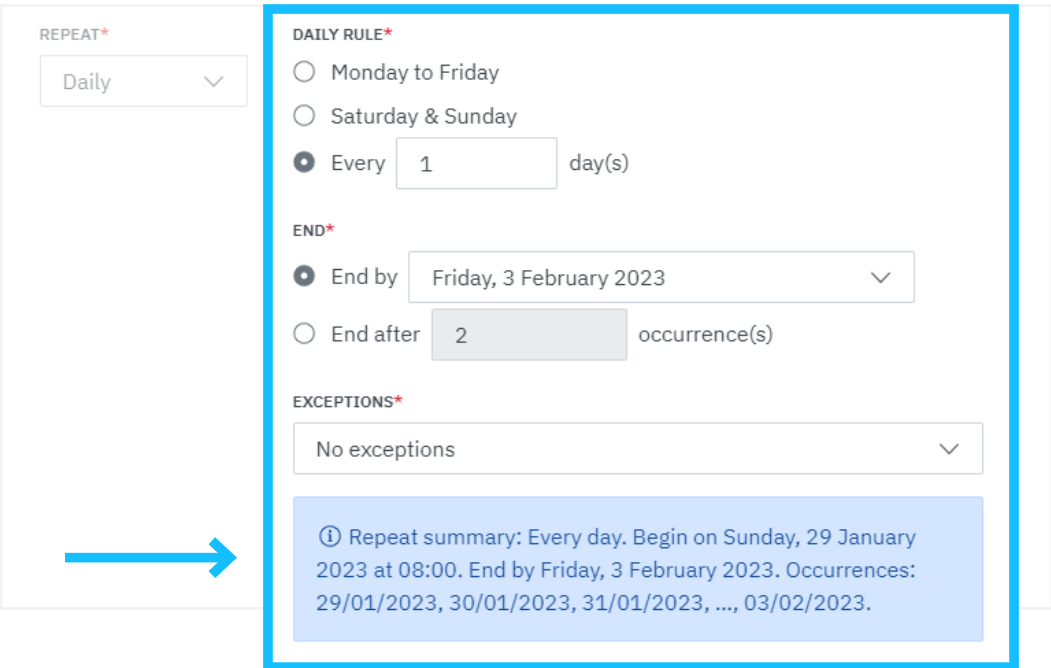 REPEAT*
Daily
DAILY RULE*
Monday to Friday
Saturday & Sunday
Every 1 day(s)
END*
End by Friday, 3 February 2023
End after 2 occurrence(s)
EXCEPTIONS*
No exceptions
Repeat summary: Every day. Begin on Sunday, 29 January
2023 at 08:00. End by Friday, 3 February 2023. Occurrences:
29/01/2023, 30/01/2023, 31/01/2023, ..., 03/02/2023.